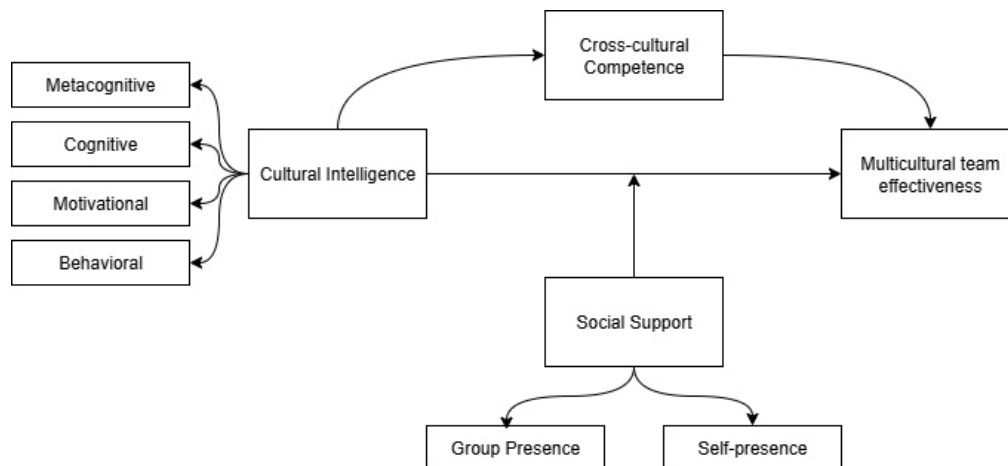 Cross-cultural
Competence
Metacognitive
Cognitive
Motivational
Behavioral
Cultural Intelligence
Multicultural team
effectiveness
Social Support
Group Presence
Self-presence